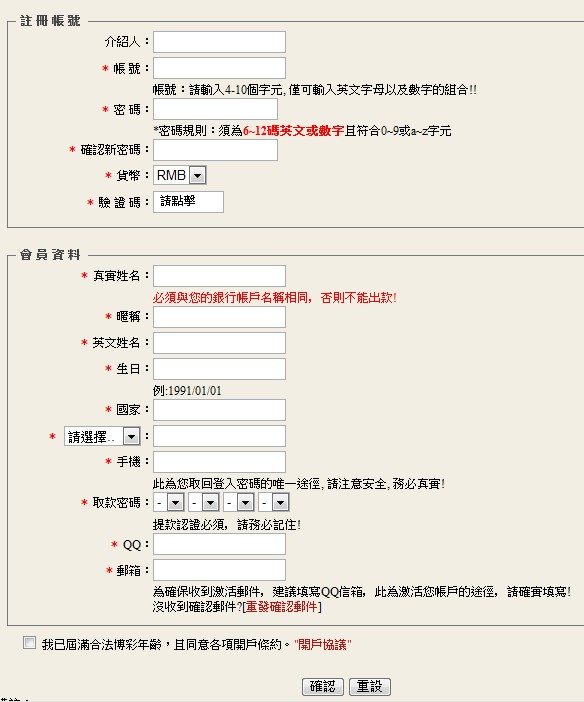 註冊帳號
介紹人：
* 帳號：
帳號：請輸入4-10個字元, 僅可輸入英文字母以及數字的組合!!
* 密碼：
*密碼規則：須為6~12碼英文或數字且符合0~9或a~z字元
* 確認新密碼：
* 貨幣： RMB
* 驗證碼： 請點擊
會員資料
* 真實姓名：
必須與您的銀行帳戶名稱相同, 否則不能出款!
* 暱稱：
* 英文姓名：
* 生日：
例:1991/01/01
* 國家：
* 請選擇.. ：
* 手機：
此為您取回登入密碼的唯一途徑, 請注意安全, 務必真實!
* 取款密碼： - - - -
提款認證必須, 請務必記住!
* QQ：
* 郵箱：
為確保收到激活郵件, 建議填寫QQ信箱, 此為激活您帳戶的途徑, 請確實填寫!
沒收到確認郵件?[重發確認郵件]
我已屆滿合法博彩年齡，且同意各項開戶條約。"開戶協議"
確認 重設